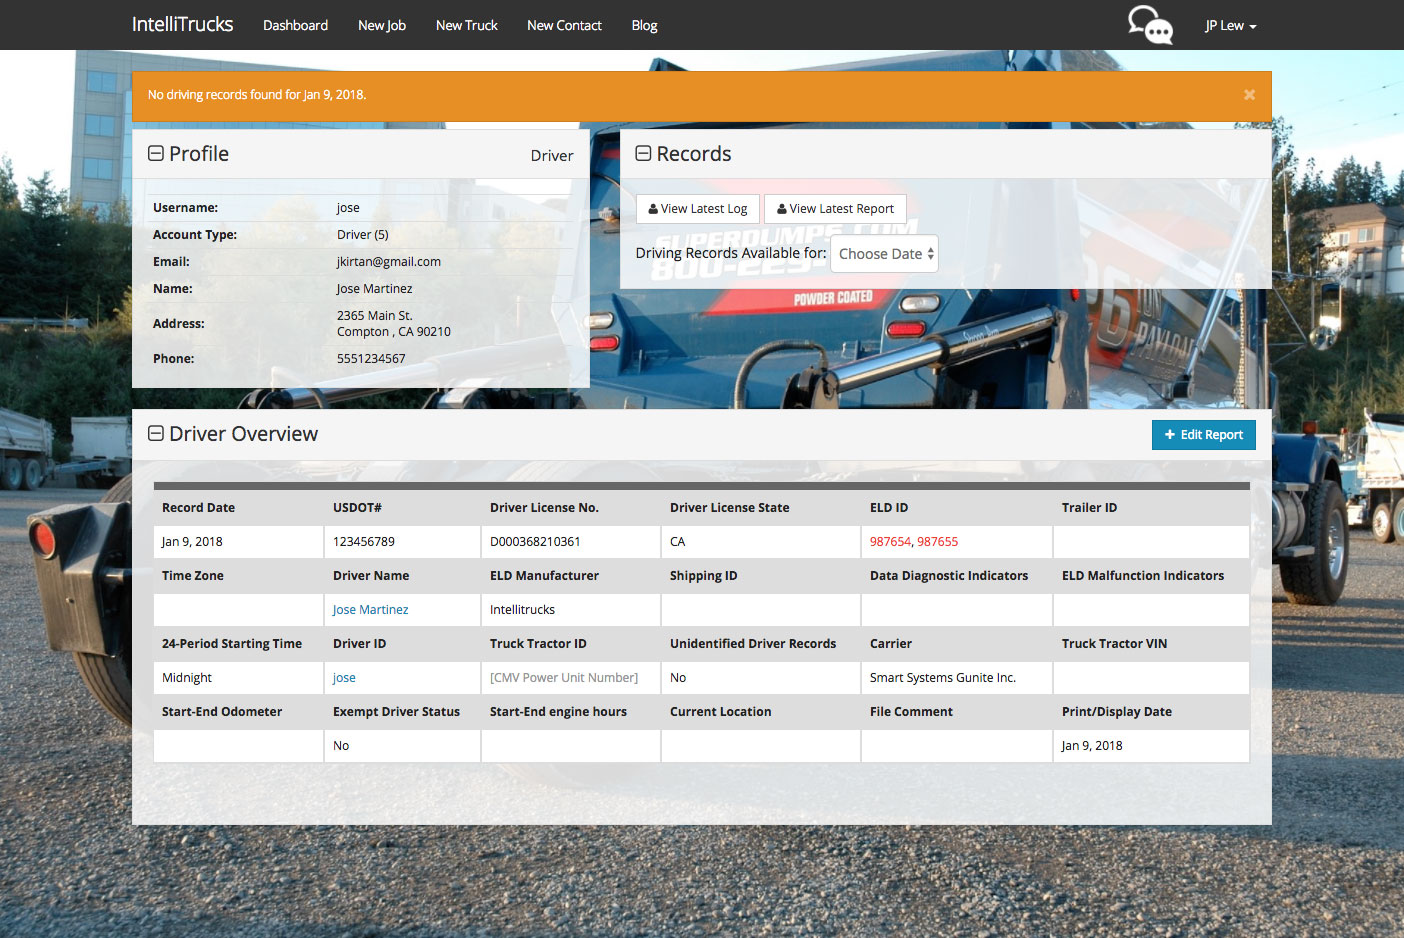 IntelliTrucks Dashboard New Job New Truck New Contact Blog JP Lew
No driving records found for Jan 9, 2018.
Profile Driver
Username: jose
Account Type: Driver (5)
Email: jkirtan@gmail.com
Name: Jose Martinez
Address: 2365 Main St.
Compton , CA 90210
Phone: 5551234567
Records
View Latest Log View Latest Report
Driving Records Available for: Choose Date
SUPERDUMPS.COM
POWDER COATED
TON
Driver Overview + Edit Report
Record Date USDOT# Driver License No. Driver License State ELD ID Trailer ID
Jan 9, 2018 123456789 D000368210361 CA 987654, 987655
Time Zone Driver Name ELD Manufacturer Shipping ID Data Diagnostic Indicators ELD Malfunction Indicators
Jose Martinez Intellitrucks
24-Period Starting Time Driver ID Truck Tractor ID Unidentified Driver Records Carrier Truck Tractor VIN
Midnight jose [CMV Power Unit Number] No Smart Systems Gunite Inc.
Start-End Odometer Exempt Driver Status Start-End engine hours Current Location File Comment Print/Display Date
No Jan 9, 2018